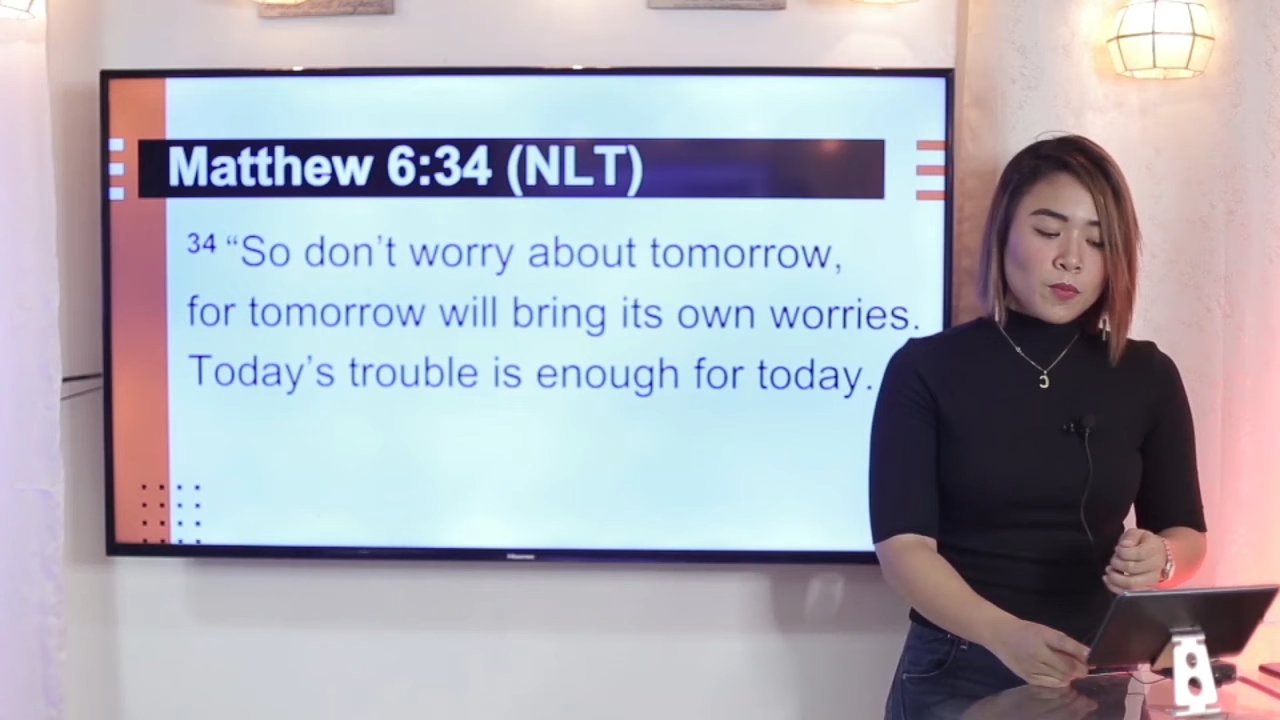 Matthew 6:34 (NLT)
34 “So don’t worry about tomorrow,
for tomorrow will bring its own worries.
Today’s trouble is enough for today.
Hisense